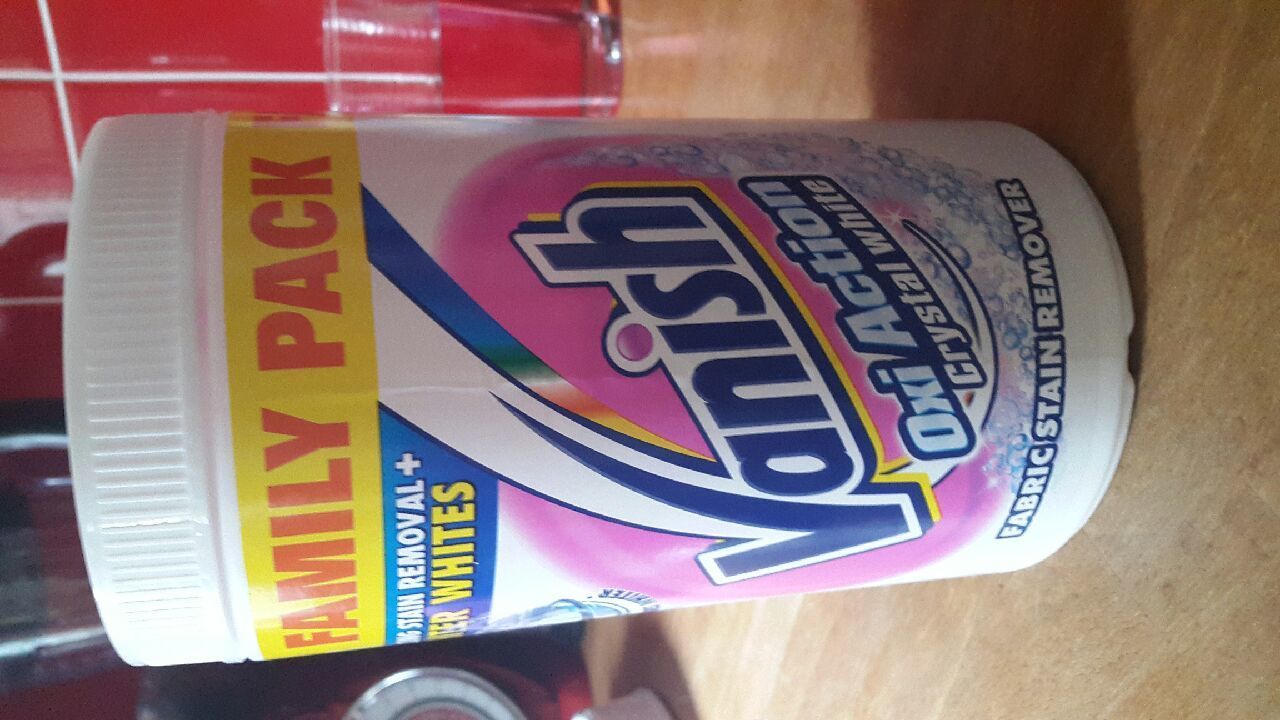 FAMILY PACK
STAIN REMOVAL+
WHITES
Vanish
Oxi Action
Crystal White
FABRIC STAIN REMOVER